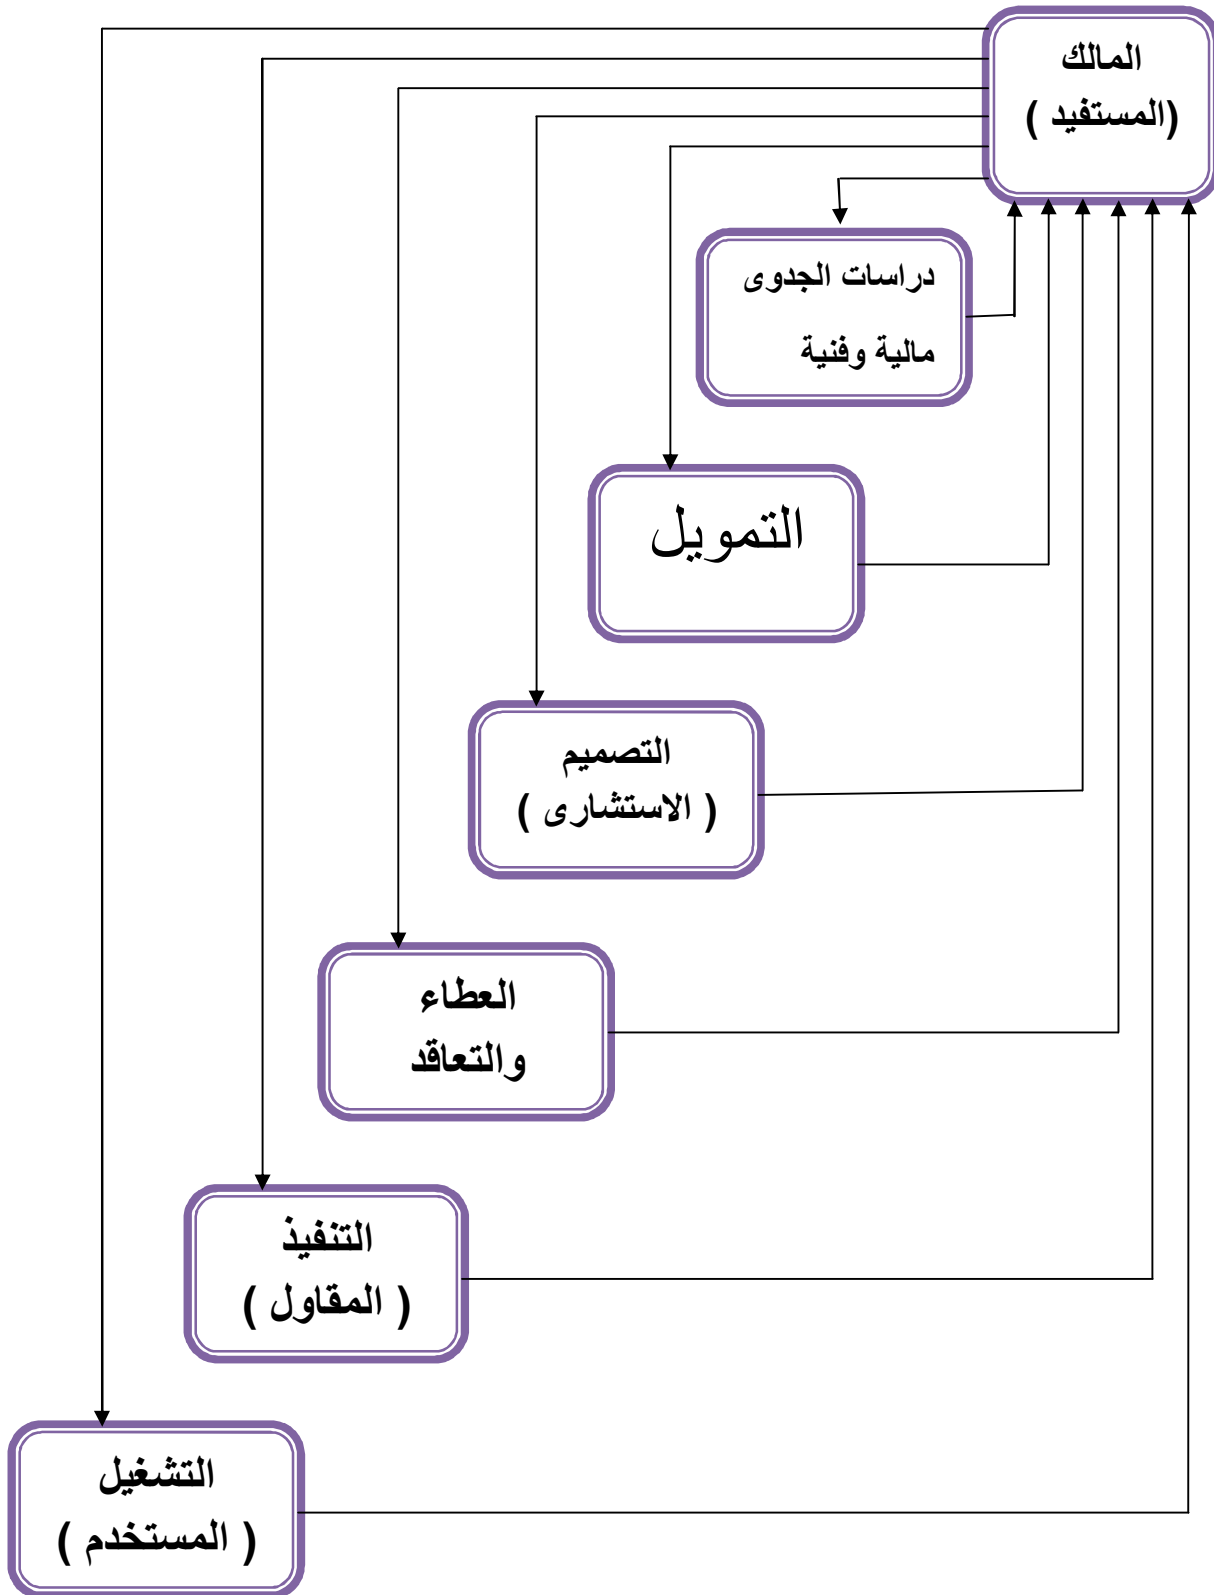 المالك
(المستفيد )
دراسات الجدوى
مالية وفنية
التمويل
التصميم
( الاستشارى )
العطاء
والتعاقد
التنفيذ
( المقاول )
التشغيل
( المستخدم )